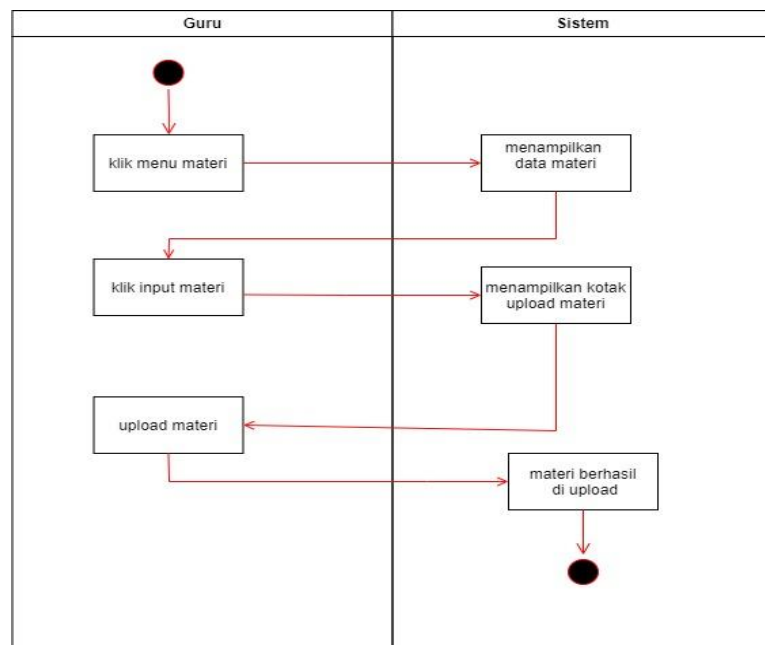 Guru
Sistem
klik menu materi
menampilkan
data materi
klik input materi
menampilkan kotak
upload materi
upload materi
materi berhasil
di upload